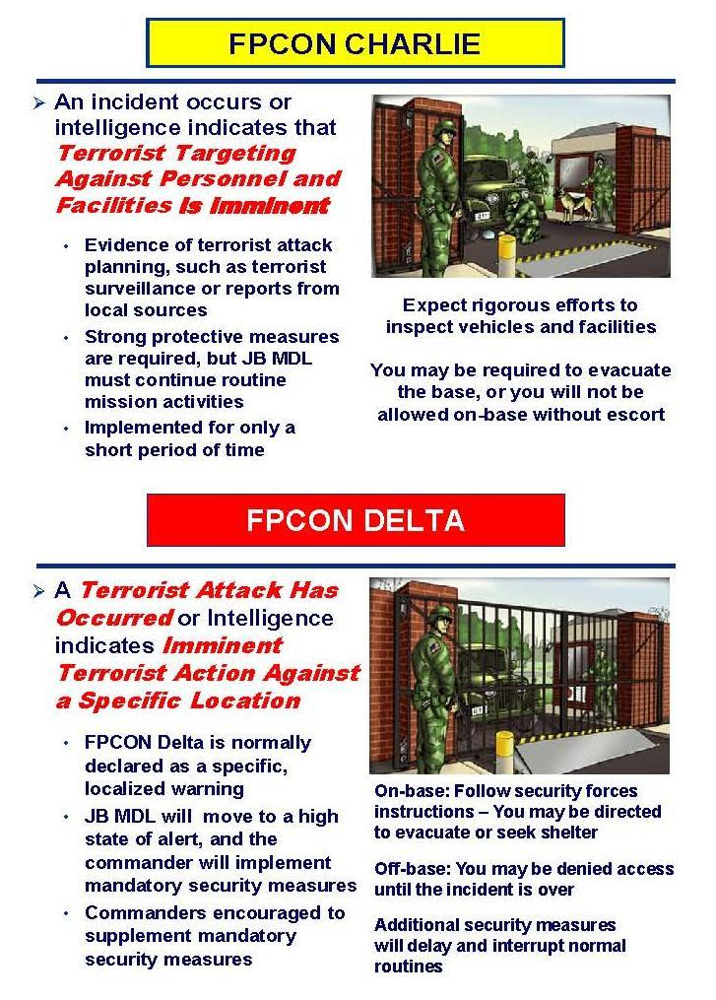 FPCON CHARLIE
An incident occurs or
intelligence indicates that
Terrorist Targeting
Against Personnel and
Facilities Is Imminent
• Evidence of terrorist attack
planning, such as terrorist
surveillance or reports from
local sources
• Strong protective measures
are required, but JB MDL
must continue routine
mission activities
• Implemented for only a
short period of time
Expect rigorous efforts to
inspect vehicles and facilities
You may be required to evacuate
the base, or you will not be
allowed on-base without escort
FPCON DELTA
A Terrorist Attack Has
Occurred or Intelligence
indicates Imminent
Terrorist Action Against
a Specific Location
• FPCON Delta is normally
declared as a specific,
localized warning
• JB MDL will move to a high
state of alert, and the
commander will implement
mandatory security measures
• Commanders encouraged to
supplement mandatory
security measures
On-base: Follow security forces
instructions – You may be directed
to evacuate or seek shelter
Off-base: You may be denied access
until the incident is over
Additional security measures
will delay and interrupt normal
routines